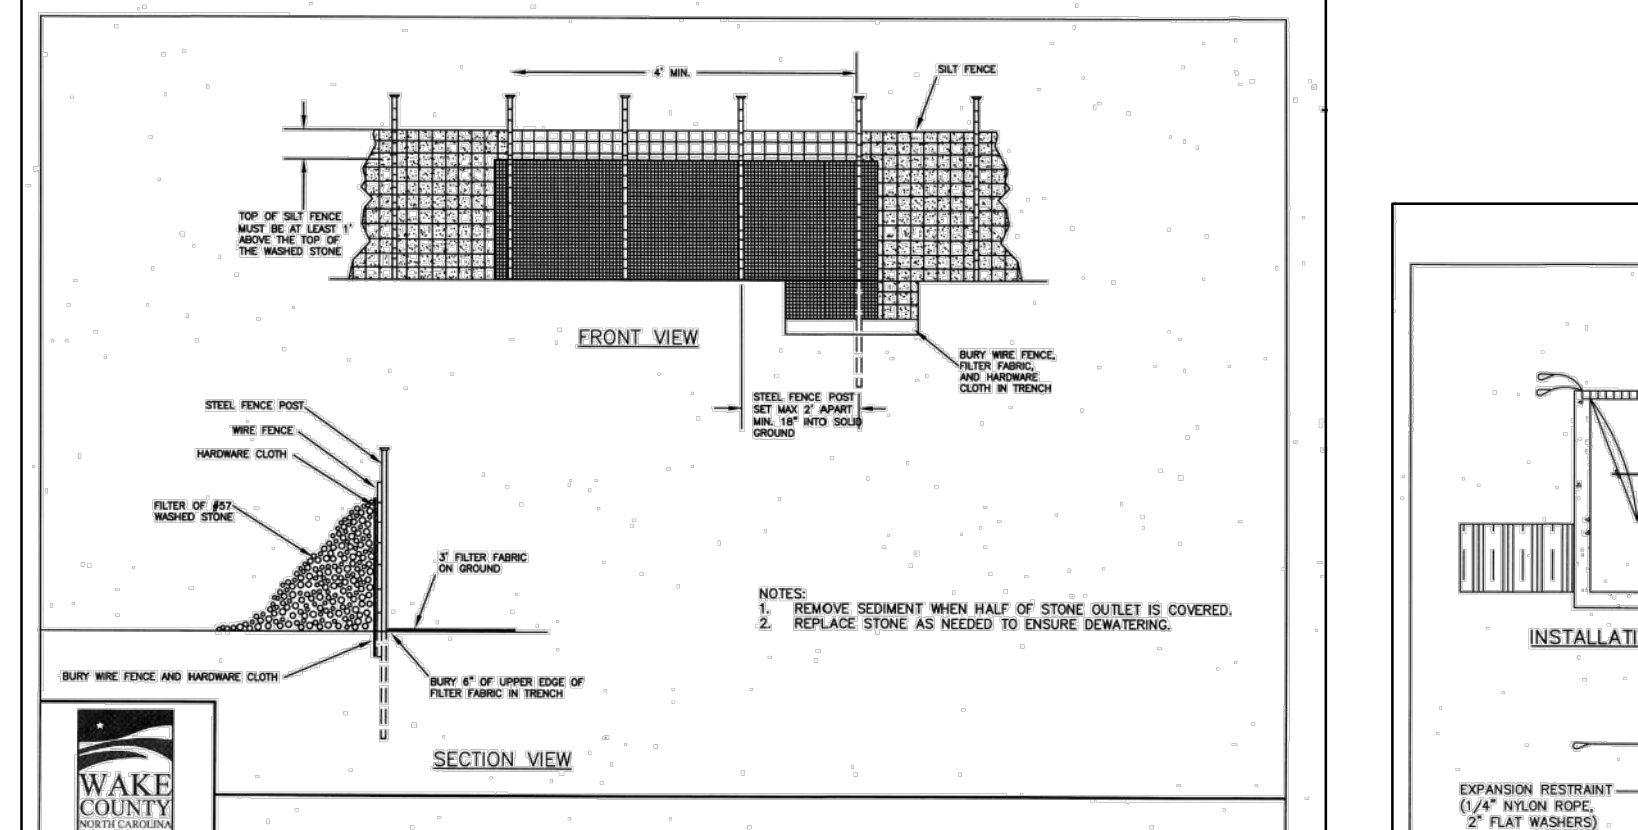 4' MIN.
SILT FENCE
TOP OF SILT FENCE
MUST BE AT LEAST 1'
ABOVE THE TOP OF
THE WASHED STONE
FRONT VIEW
BURY WIRE FENCE,
FILTER FABRIC,
AND HARDWARE
CLOTH IN TRENCH
STEEL FENCE POST
SET MAX 2' APART
MIN. 18" INTO SOLID
GROUND
STEEL FENCE POST
WIRE FENCE
HARDWARE CLOTH
FILTER OF #57
WASHED STONE
3' FILTER FABRIC
ON GROUND
NOTES:
1. REMOVE SEDIMENT WHEN HALF OF STONE OUTLET IS COVERED.
2. REPLACE STONE AS NEEDED TO ENSURE DEWATERING.
BURY WIRE FENCE AND HARDWARE CLOTH
BURY 6" OF UPPER EDGE OF
FILTER FABRIC IN TRENCH
SECTION VIEW
WAKE
COUNTY
NORTH CAROLINA
INSTALLATI
EXPANSION RESTRAINT
(1/4" NYLON ROPE,
2" FLAT WASHERS)